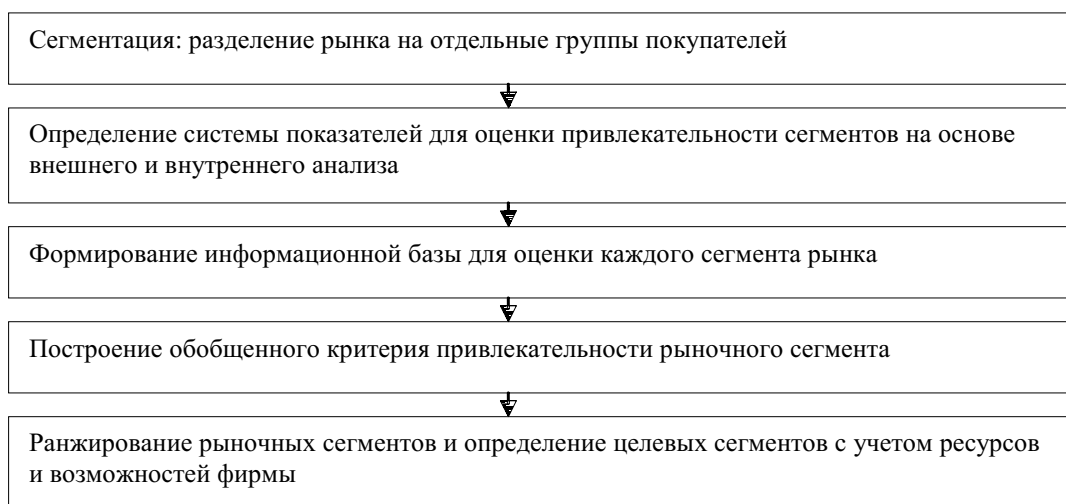 Сегментация: разделение рынка на отдельные группы покупателей
Определение системы показателей для оценки привлекательности сегментов на основе
внешнего и внутреннего анализа
Формирование информационной базы для оценки каждого сегмента рынка
Построение обобщенного критерия привлекательности рыночного сегмента
Ранжирование рыночных сегментов и определение целевых сегментов с учетом ресурсов
и возможностей фирмы